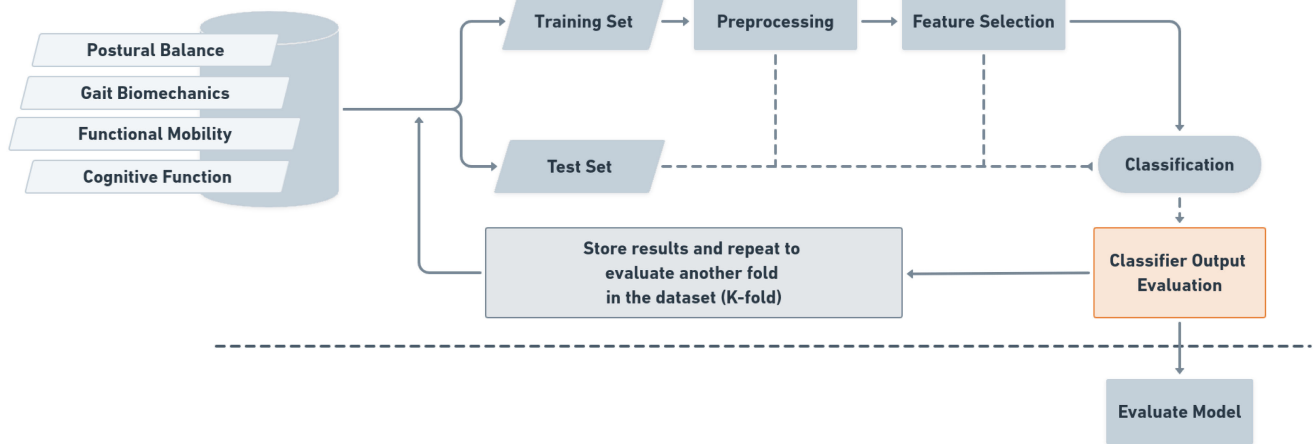 Postural Balance
Gait Biomechanics
Functional Mobility
Cognitive Function
Training Set
Preprocessing
Feature Selection
Test Set
Classification
Classifier Output
Evaluation
Store results and repeat to
evaluate another fold
in the dataset (K-fold)
Evaluate Model